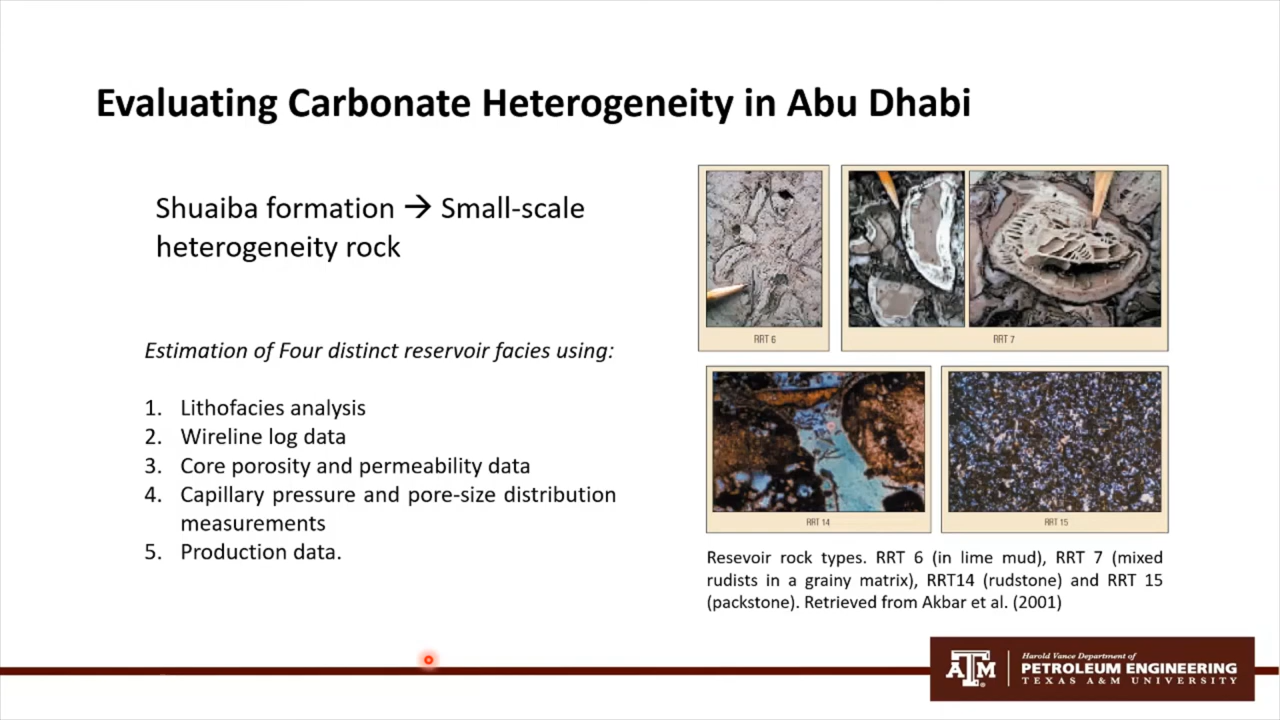 Evaluating Carbonate Heterogeneity in Abu Dhabi
Shuaiba formation → Small-scale
heterogeneity rock
Estimation of Four distinct reservoir facies using:
1. Lithofacies analysis
2. Wireline log data
3. Core porosity and permeability data
4. Capillary pressure and pore-size distribution
measurements
5. Production data.
RRT 6
RRT 7
RRT 14
RRT 15
Resevoir rock types. RRT 6 (in lime mud), RRT 7 (mixed
rudists in a grainy matrix), RRT14 (rudstone) and RRT 15
(packstone). Retrieved from Akbar et al. (2001)
ATM
Harold Vance Department of
PETROLEUM ENGINEERING
TEXAS A&M UNIVERSITY